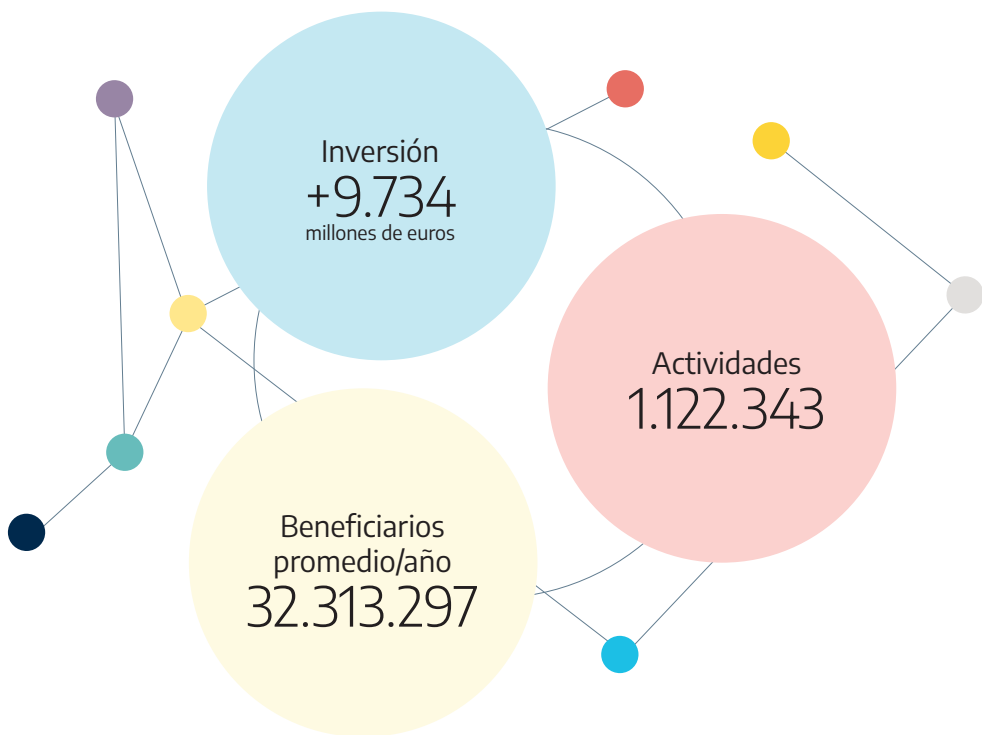 Inversión
+9.734
millones de euros
Actividades
1.122.343
Beneficiarios
promedio/año
32.313.297